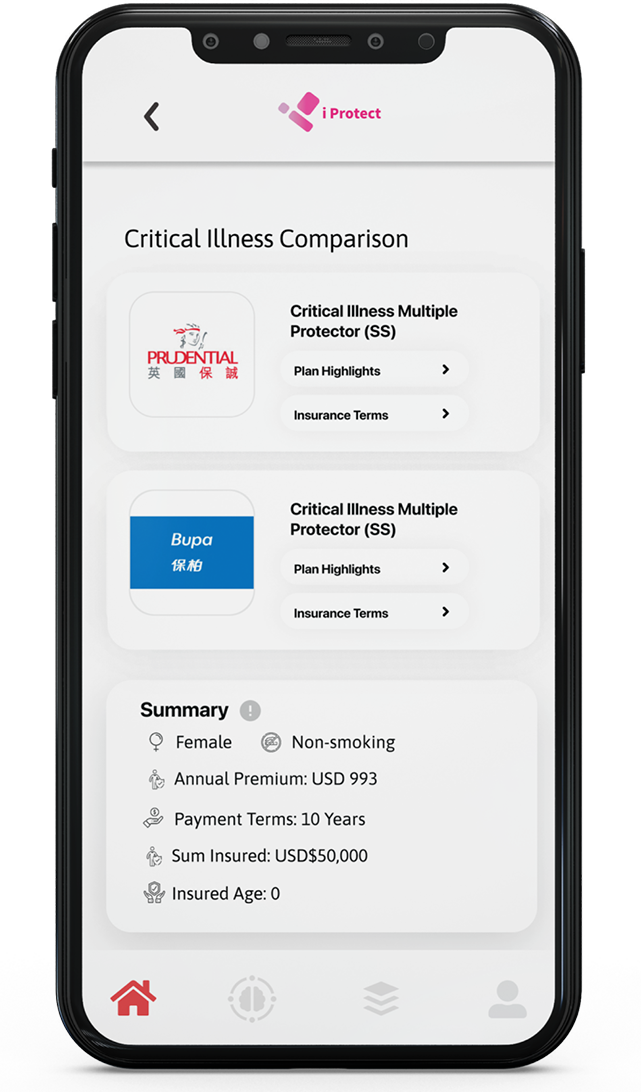 i Protect
Critical Illness Comparison
PRUDENTIAL
英國保誠
Critical Illness Multiple
Protector (SS)
Plan Highlights
Insurance Terms
Bupa
保柏
Critical Illness Multiple
Protector (SS)
Plan Highlights
Insurance Terms
Summary
Female Non-smoking
Annual Premium: USD 993
Payment Terms: 10 Years
Sum Insured: USD$50,000
Insured Age: 0